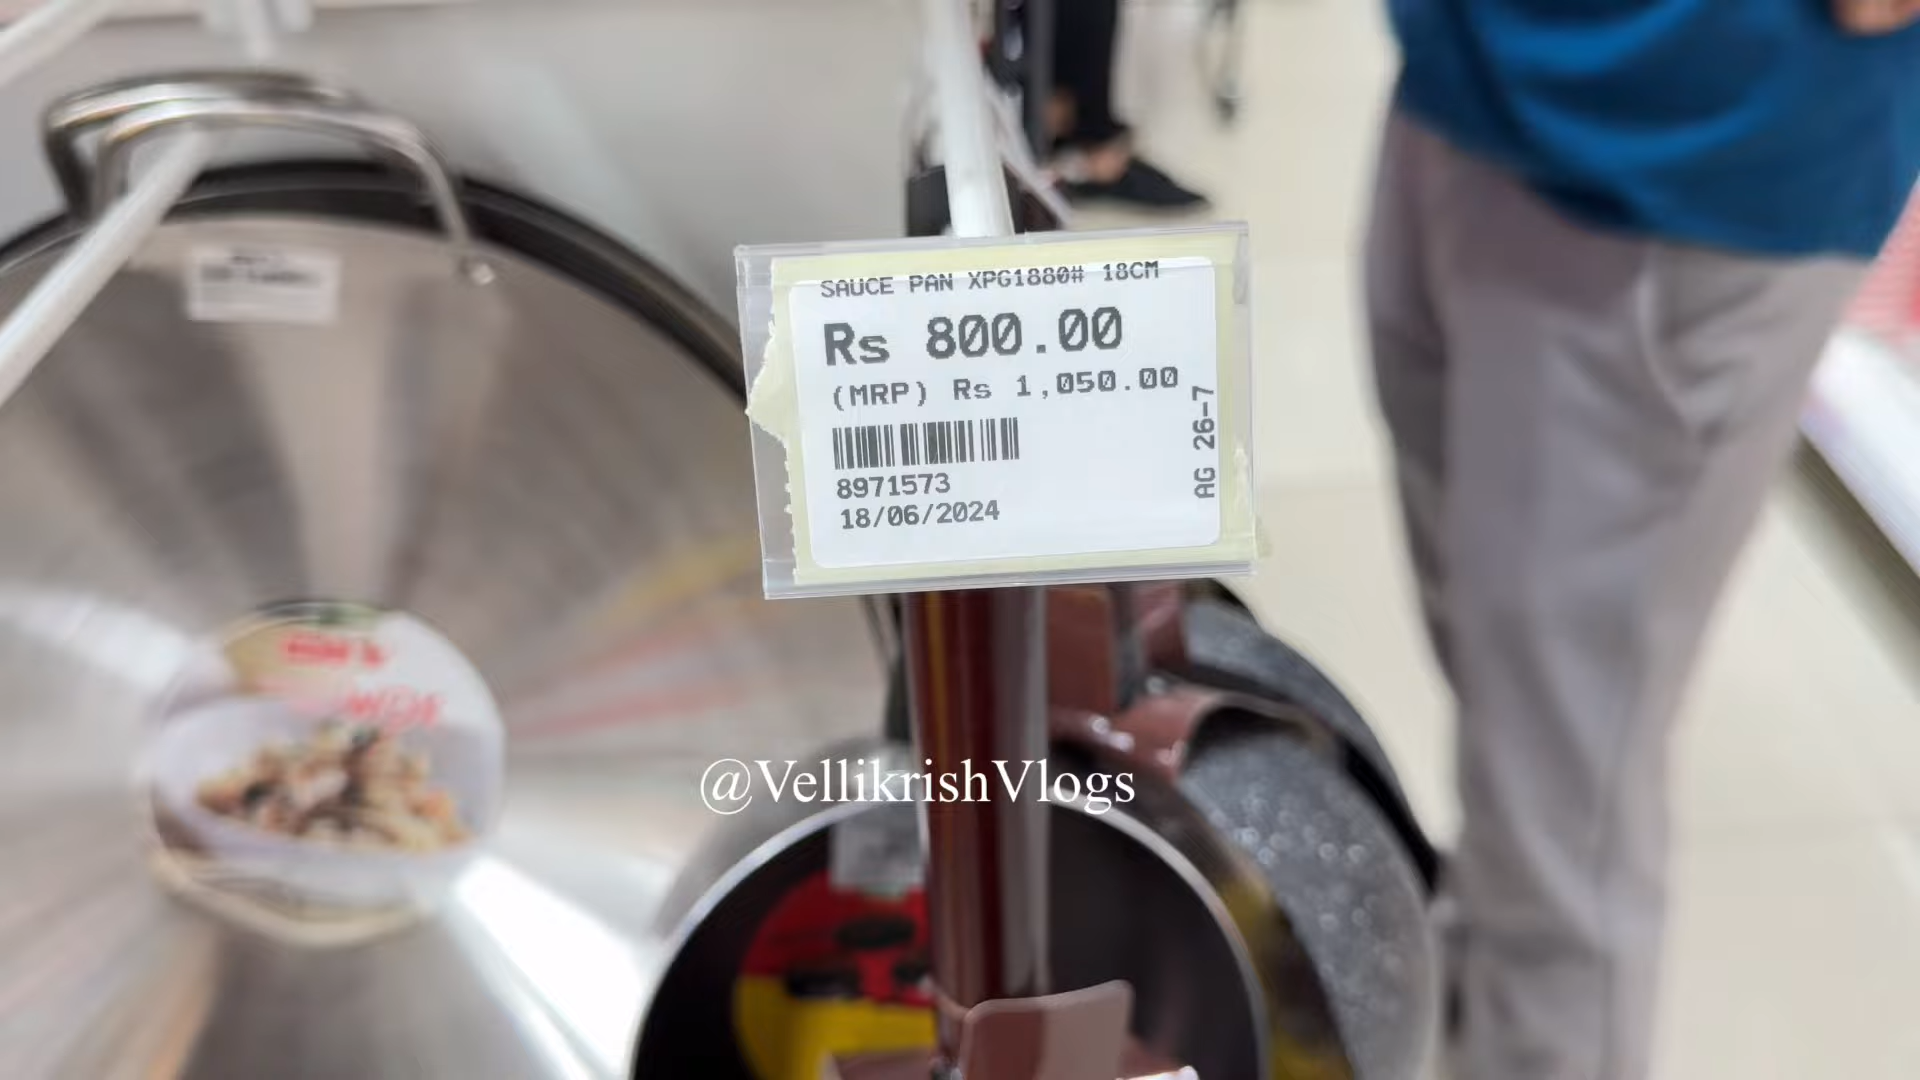 SAUCE PAN XPG1880# 18CM
Rs 800.00
(MRP) Rs 1,050.00
8971573
18/06/2024
AG 26-7
@VellikrishVlogs